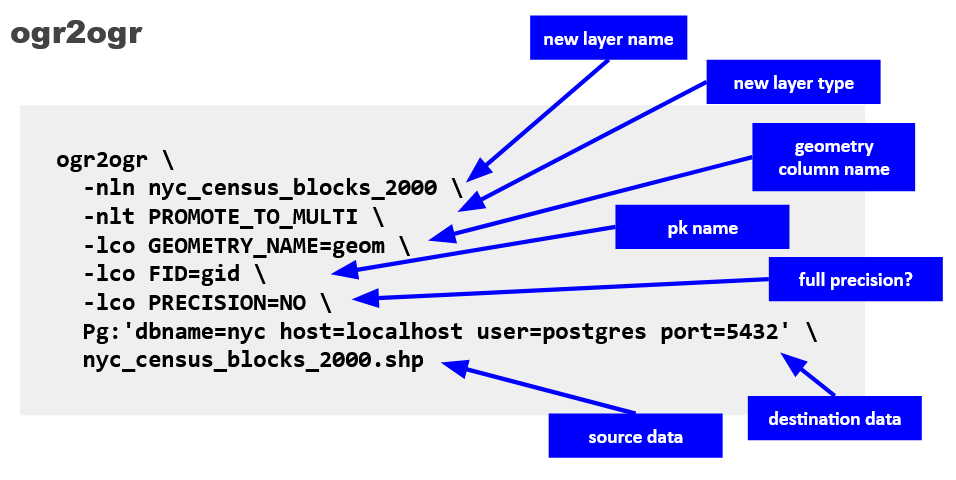 ogr2ogr
new layer name
new layer type
geometry
column name
pk name
full precision?
ogr2ogr \
-nln nyc_census_blocks_2000 \
-nlt PROMOTE_TO_MULTI \
-lco GEOMETRY_NAME=geom \
-lco FID=gid \
-lco PRECISION=NO \
Pg:'dbname=nyc host=localhost user=postgres port=5432' \
nyc_census_blocks_2000.shp
destination data
source data